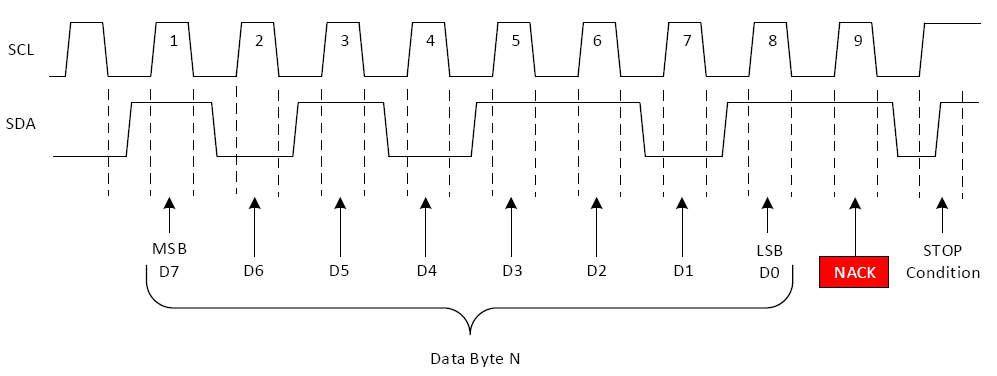 SCL
1 2 3 4 5 6 7 8 9
SDA
MSB
D7 D6 D5 D4 D3 D2 D1
LSB
D0
NACK
STOP
Condition
Data Byte N